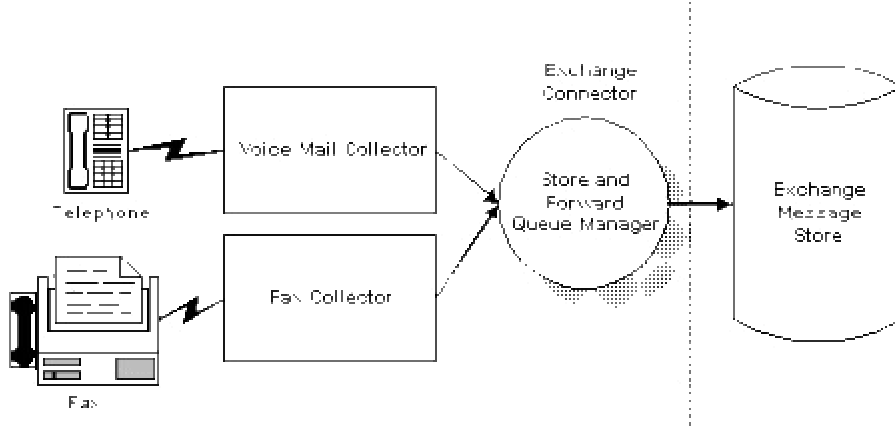 Exchange
Connector
Voice Mail Collector
Telephone
Store and
Forward
Queue Manager
Exchange
Message
Store
Fax Collector
Fax